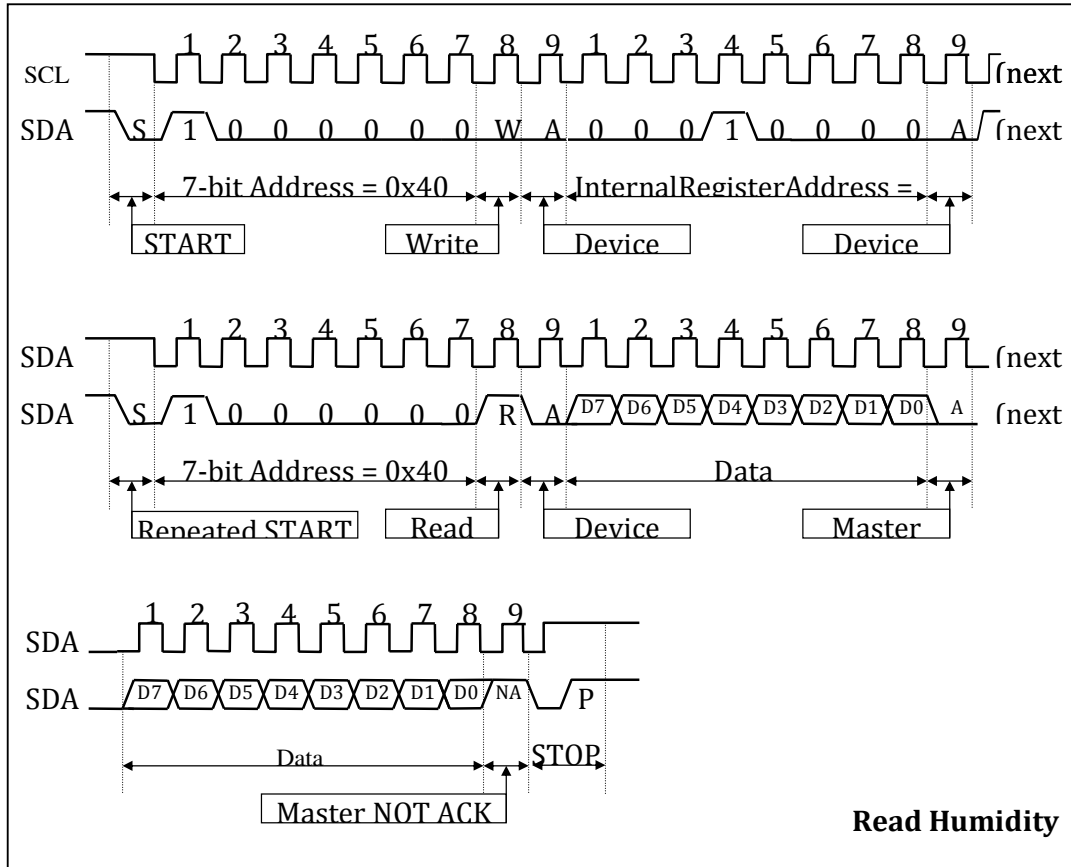 1 2 3 4 5 6 7 8 9 1 2 3 4 5 6 7 8 9
SCL (next
SDA S 1 0 0 0 0 0 0 W A 0 0 0 1 0 0 0 0 A (next
7-bit Address = 0x40 InternalRegisterAddress =
START Write Device Device
1 2 3 4 5 6 7 8 9 1 2 3 4 5 6 7 8 9
SDA (next
SDA S 1 0 0 0 0 0 0 R A D7 D6 D5 D4 D3 D2 D1 D0 A (next
7-bit Address = 0x40 Data
Repeated START Read Device Master
1 2 3 4 5 6 7 8 9
SDA
SDA D7 D6 D5 D4 D3 D2 D1 D0 NA P
Data STOP
Master NOT ACK
Read Humidity